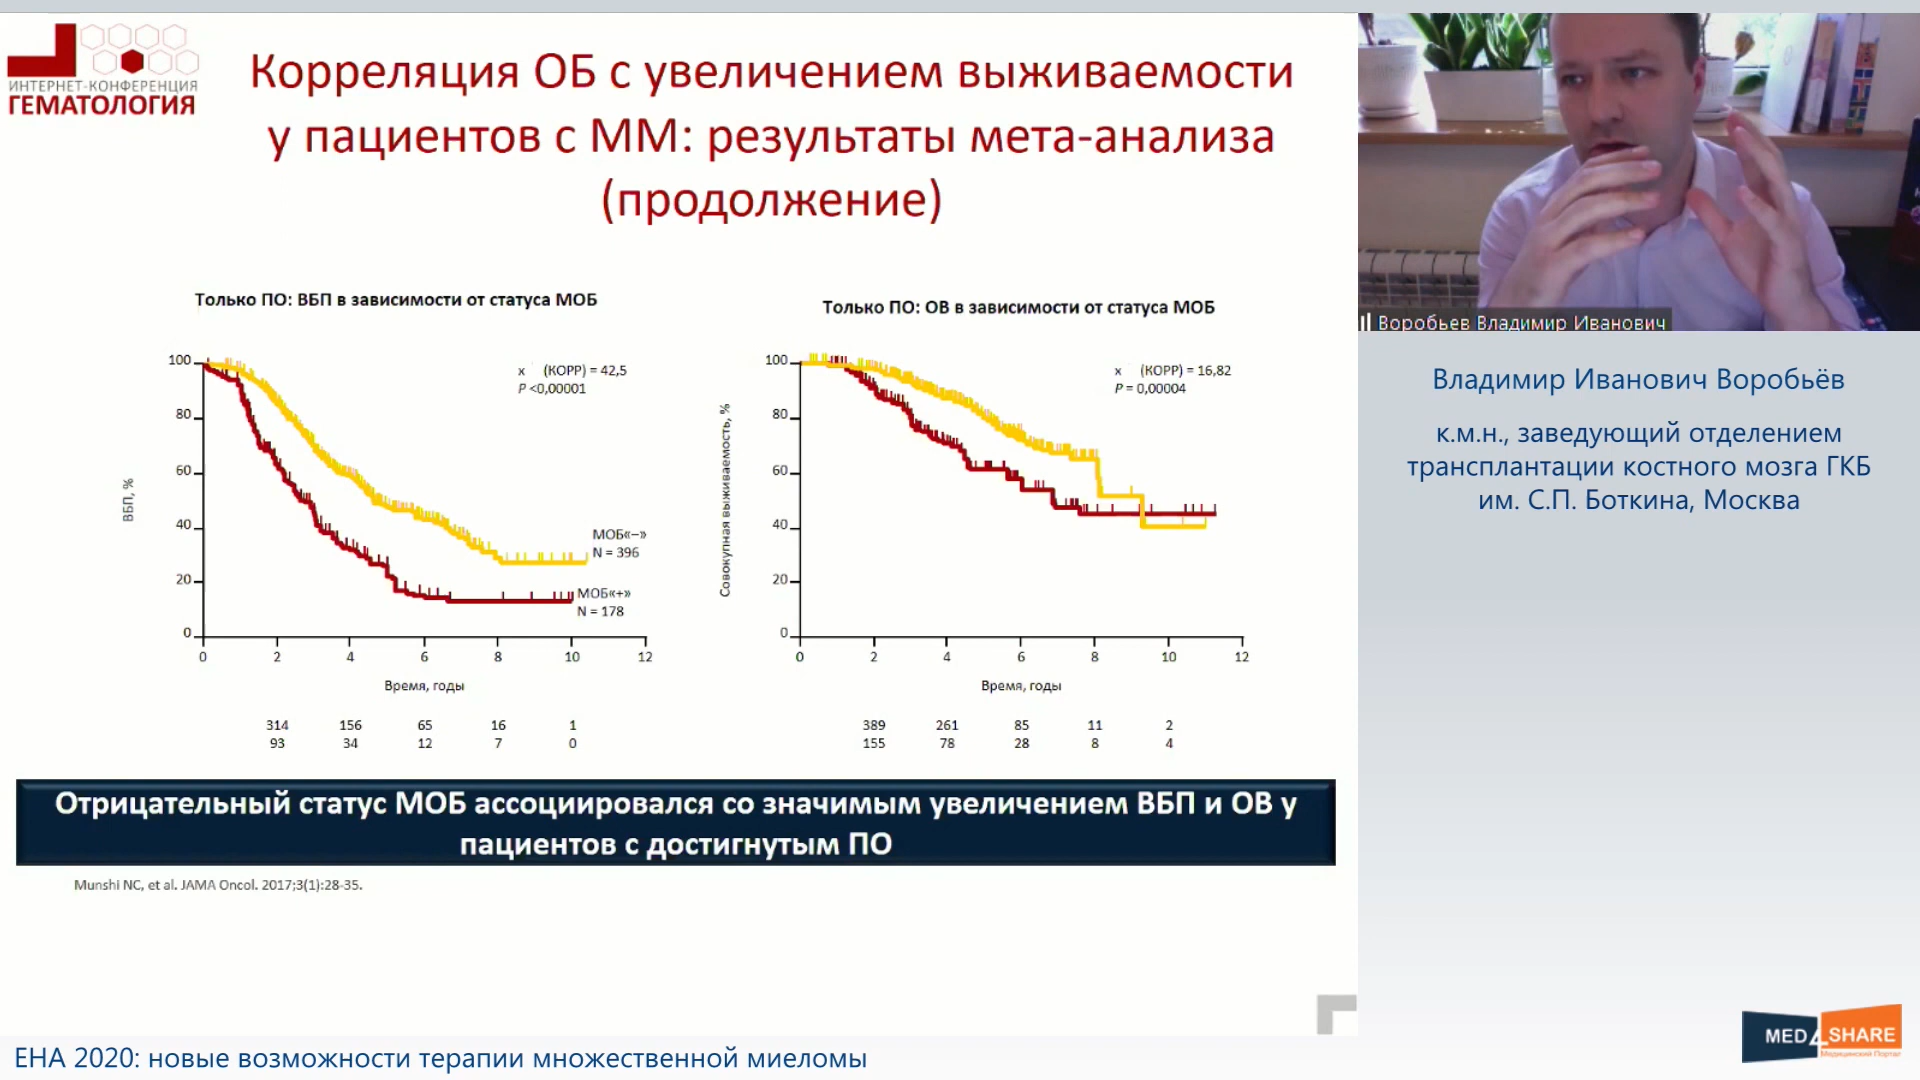 ИНТЕРНЕТ-КОНФЕРЕНЦИЯ
ГЕМАТОЛОГИЯ
Корреляция ОБ с увеличением выживаемости
у пациентов с ММ: результаты мета-анализа
(продолжение)
Только ПО: ВБП в зависимости от статуса МОБ
ВБП, %
100
80
60
40
20
0
x (КОРР) = 42,5
P <0,00001
МОБ«–»
N = 396
МОБ«+»
N = 178
0 2 4 6 8 10 12
Время, годы
314 156 65 16 1
93 34 12 7 0
Только ПО: ОВ в зависимости от статуса МОБ
Совокупная выживаемость, %
100
80
60
40
20
0
x (КОРР) = 16,82
P = 0,00004
0 2 4 6 8 10 12
Время, годы
389 261 85 11 2
155 78 28 8 4
Отрицательный статус МОБ ассоциировался со значимым увеличением ВБП и ОВ у
пациентов с достигнутым ПО
Munshi NC, et al. JAMA Oncol. 2017;3(1):28-35.
Воробьев Владимир Иванович
Владимир Иванович Воробьёв
к.м.н., заведующий отделением
трансплантации костного мозга ГКБ
им. С.П. Боткина, Москва
MED4SHARE
Медицинский Портал
ЕНА 2020: новые возможности терапии множественной миеломы